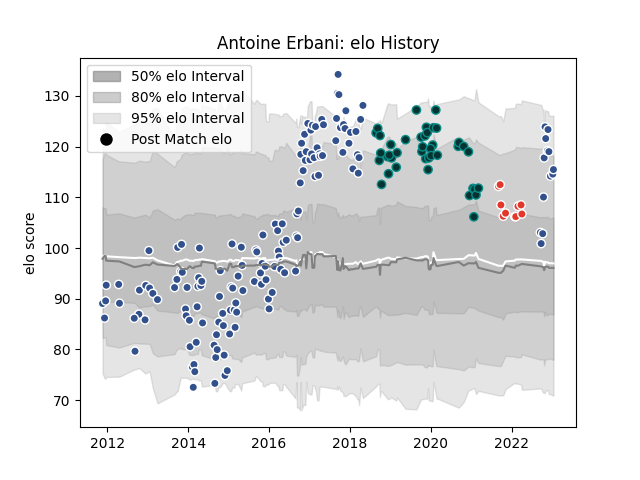 Antoine Erbani: elo History
50% elo Interval
80% elo Interval
95% elo Interval
Post Match elo
elo score
130
120
110
100
90
80
70
2012
2014
2016
2018
2020
2022